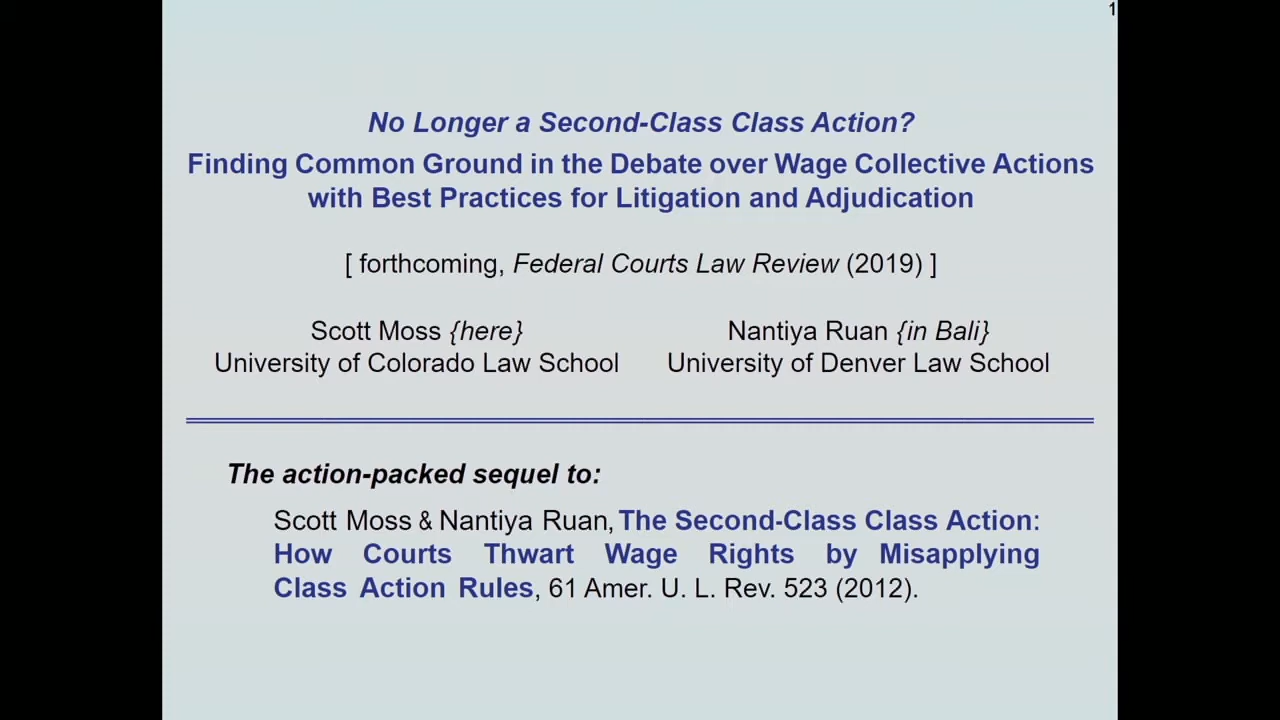 1
No Longer a Second-Class Class Action?
Finding Common Ground in the Debate over Wage Collective Actions
with Best Practices for Litigation and Adjudication
[ forthcoming, Federal Courts Law Review (2019) ]
Scott Moss {here}
University of Colorado Law School
Nantiya Ruan {in Bali}
University of Denver Law School
The action-packed sequel to:
Scott Moss & Nantiya Ruan, The Second-Class Class Action:
How Courts Thwart Wage Rights by Misapplying
Class Action Rules, 61 Amer. U. L. Rev. 523 (2012).